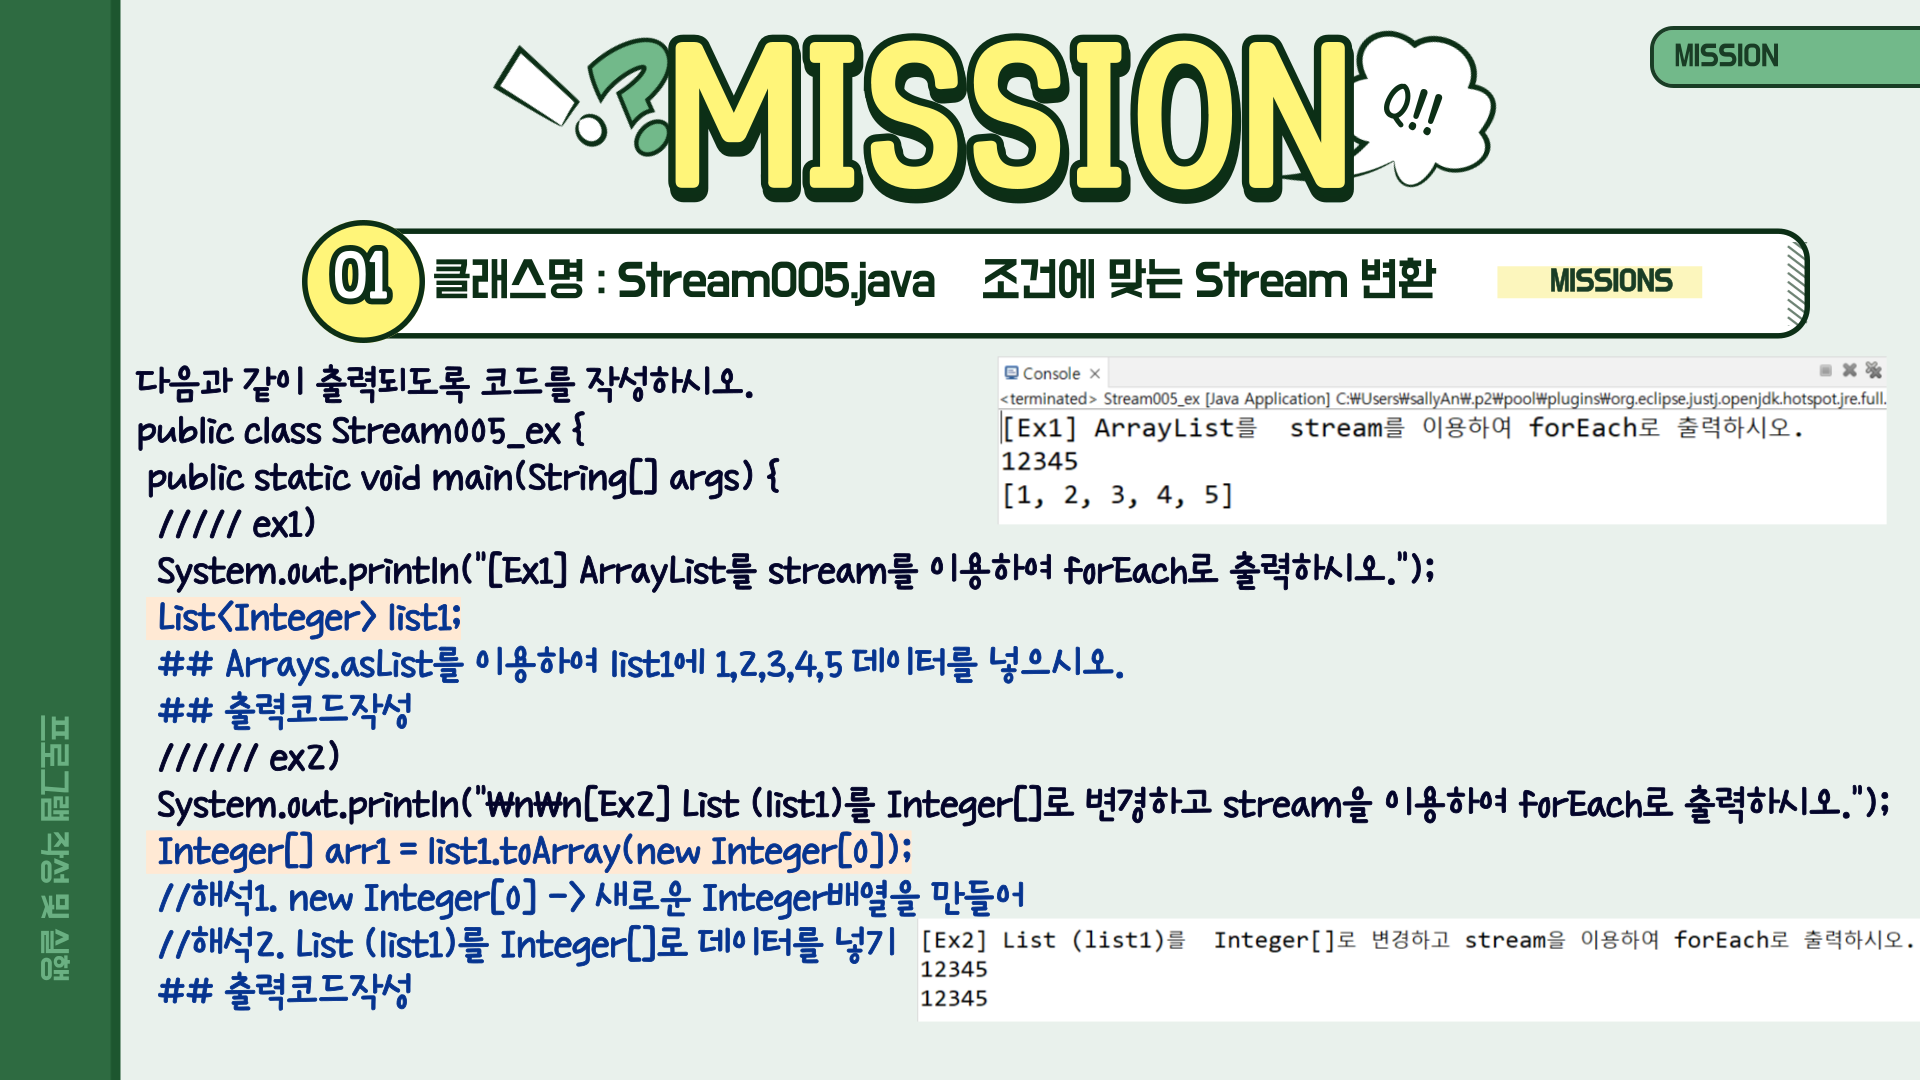 MISSION
MISSION
Q!!
01 클래스명 : Stream005.java 조건에 맞는 Stream 변환
MISSIONS
다음과 같이 출력되도록 코드를 작성하시오.
public class Stream005_ex {
public static void main(String[] args) {
///// ex1)
System.out.println("[Ex1] ArrayList를 stream를 이용하여 forEach로 출력하시오.");
List<Integer> list1;
## Arrays.asList를 이용하여 list1에 1,2,3,4,5 데이터를 넣으시오.
## 출력코드작성
////// ex2)
System.out.println("₩n₩n[Ex2] List (list1)를 Integer[]로 변경하고 stream을 이용하여 forEach로 출력하시오.");
Integer[] arr1 = list1.toArray(new Integer[0]);
//해석1. new Integer[0] -> 새로운 Integer배열을 만들어
//해석2. List (list1)를 Integer[]로 데이터를 넣기
## 출력코드작성
Console
<terminated> Stream005_ex [Java Application] C:₩Users₩sallyAn₩.p2₩pool₩plugins₩org.eclipse.justj.openjdk.hotspot.jre.full.
[Ex1] ArrayList를 stream를 이용하여 forEach로 출력하시오.
12345
[1, 2, 3, 4, 5]
[Ex2] List (list1)를 Integer[]로 변경하고 stream을 이용하여 forEach로 출력하시오.
12345
12345
프로그램 작성 및 실행